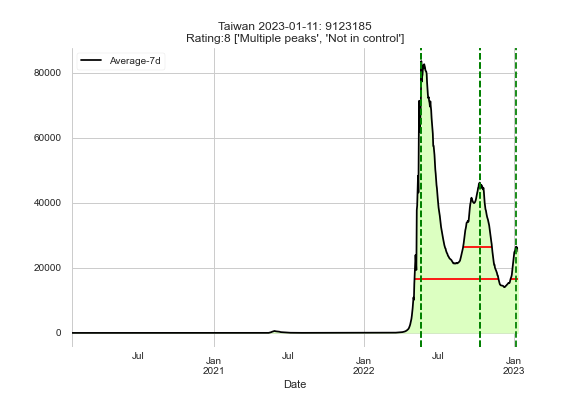 Taiwan 2023-01-11: 9123185
Rating:8 ['Multiple peaks', 'Not in control']
Average-7d
80000
60000
40000
20000
0
Jul
Jan
2021
Jul
Jan
2022
Jul
Jan
2023
Date